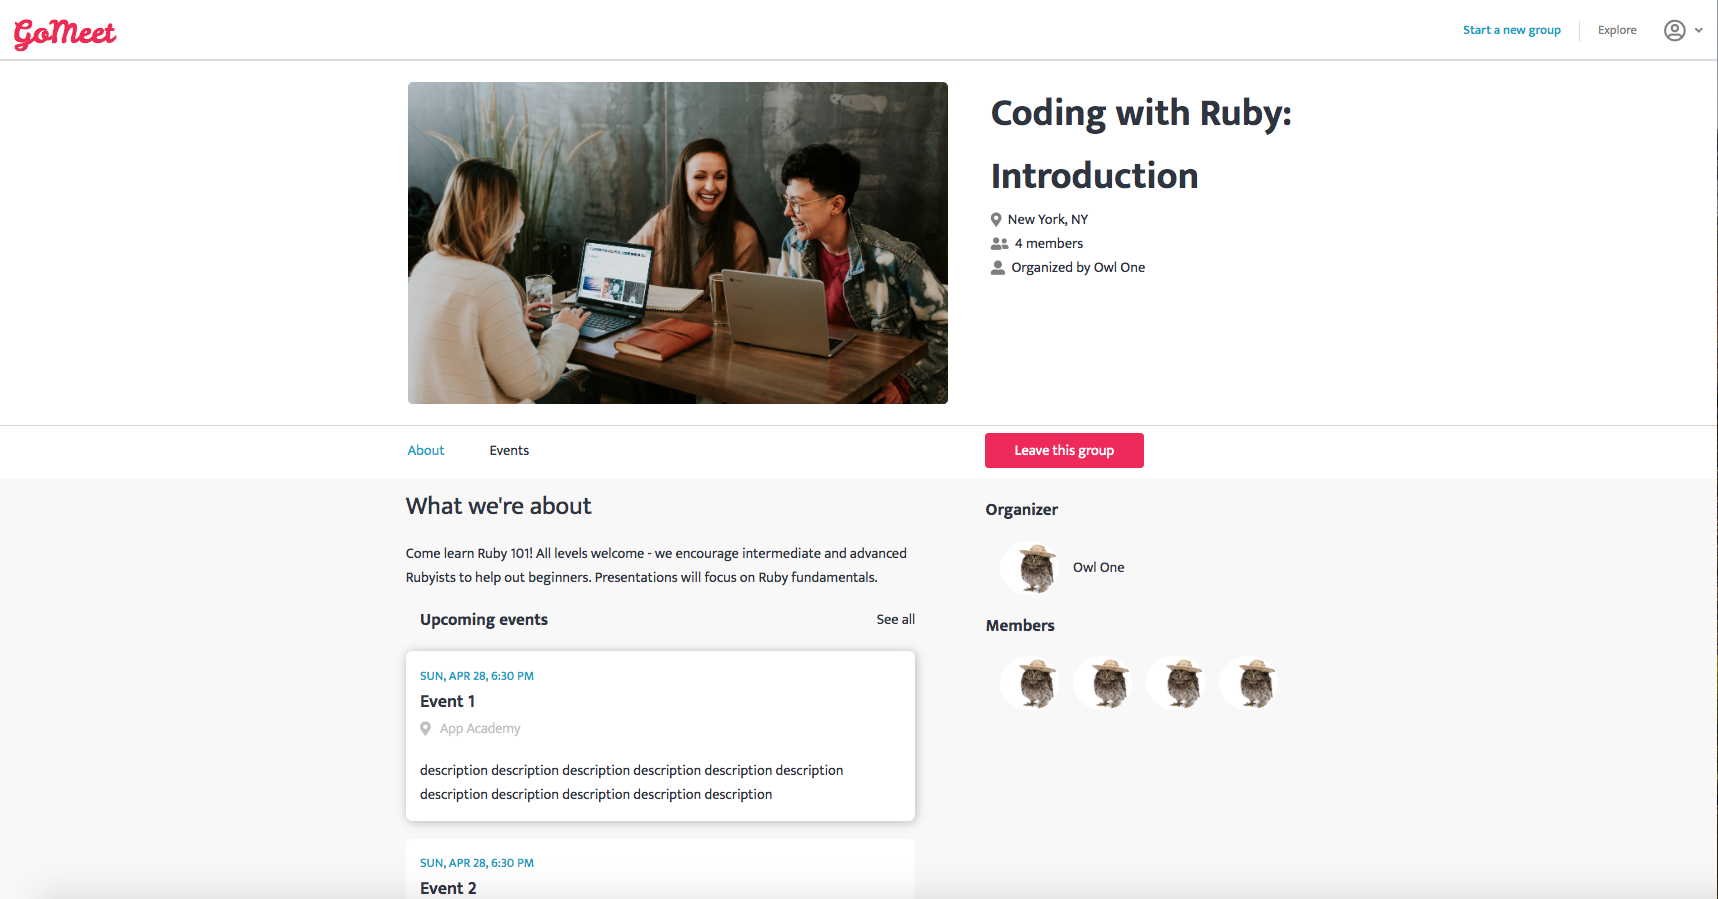 GoMeet
Start a new group
Explore
Coding with Ruby:
Introduction
New York, NY
4 members
Organized by Owl One
About
Events
Leave this group
What we're about
Come learn Ruby 101! All levels welcome - we encourage intermediate and advanced
Rubyists to help out beginners. Presentations will focus on Ruby fundamentals.
Upcoming events
See all
SUN, APR 28, 6:30 PM
Event 1
App Academy
description description description description description description
description description description description description
SUN, APR 28, 6:30 PM
Event 2
Organizer
Owl One
Members